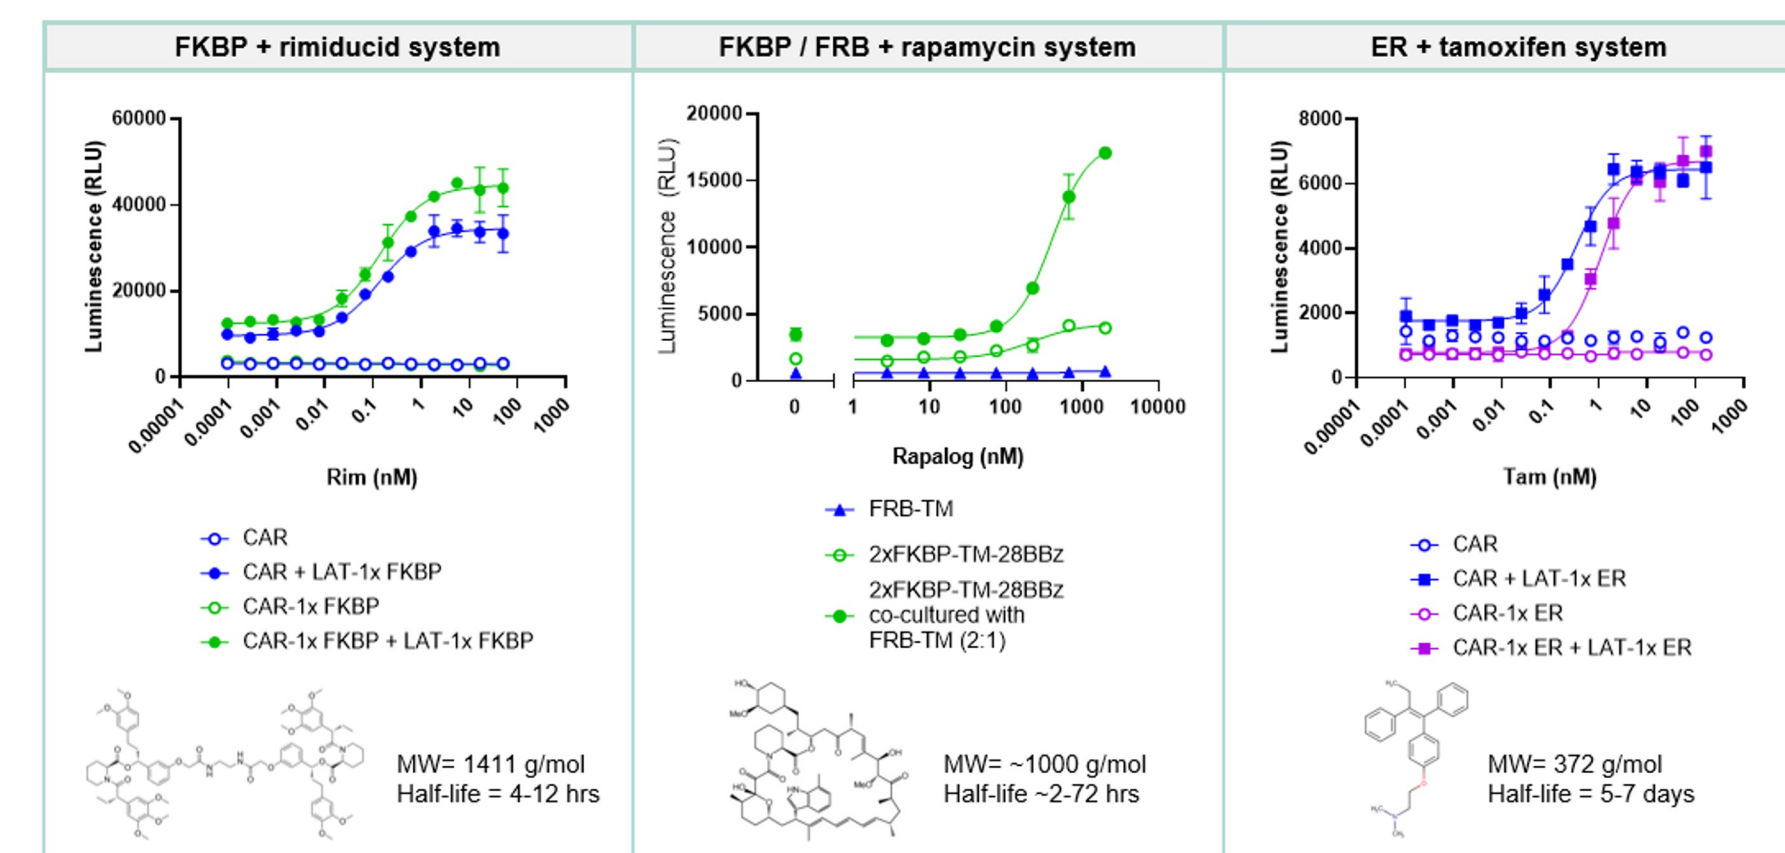 FKBP + rimiducid system
60000
40000
20000
0
Luminescence (RLU)
0.00001
0.0001
0.001
0.01
0.1
1
10
100
1000
Rim (nM)
CAR
CAR + LAT-1x FKBP
CAR-1x FKBP
CAR-1x FKBP + LAT-1x FKBP
MW= 1411 g/mol
Half-life = 4-12 hrs
FKBP / FRB + rapamycin system
20000
15000
10000
5000
0
Luminescence (RLU)
0
1
10
100
1000
10000
Rapalog (nM)
FRB-TM
2xFKBP-TM-28BBz
2xFKBP-TM-28BBz
co-cultured with
FRB-TM (2:1)
HO
MeO
OH
MeO
HO
HN
MW= ~1000 g/mol
Half-life ~2-72 hrs
ER + tamoxifen system
8000
6000
4000
2000
0
Luminescence (RLU)
0.00001
0.0001
0.001
0.01
0.1
1
10
100
1000
Tam (nM)
CAR
CAR + LAT-1x ER
CAR-1x ER
CAR-1x ER + LAT-1x ER
MW= 372 g/mol
Half-life = 5-7 days